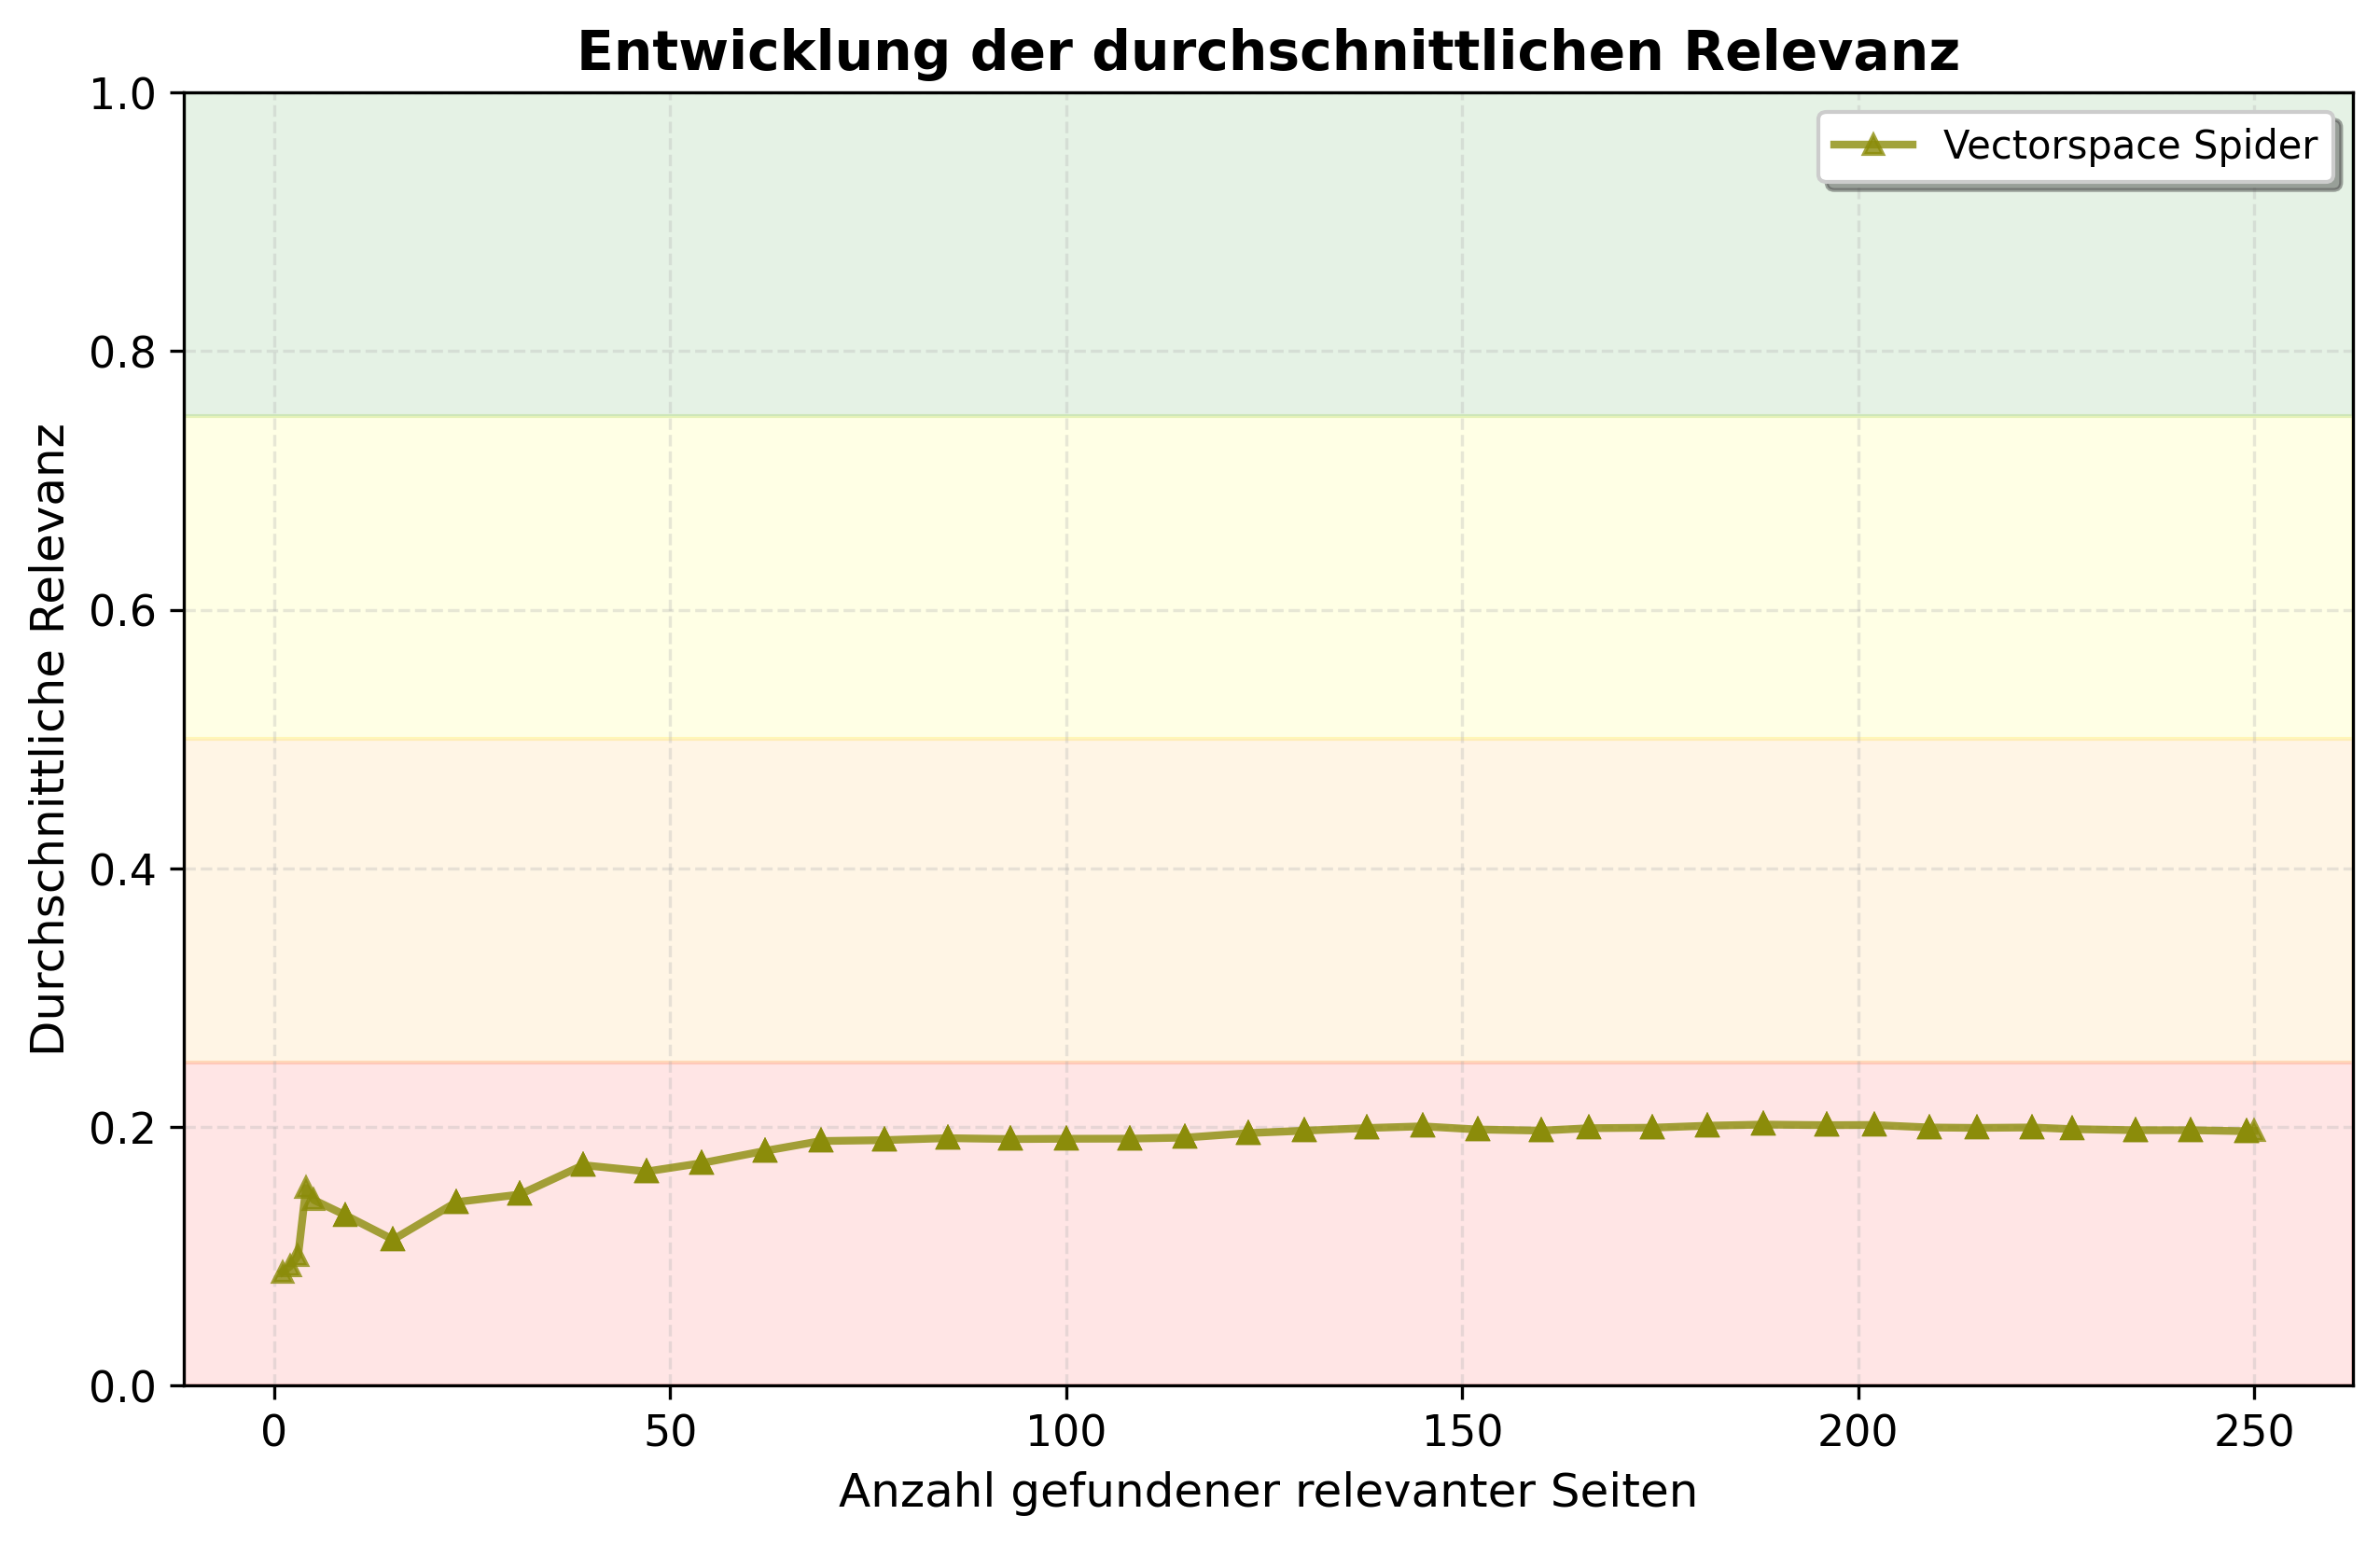 Entwicklung der durchschnittlichen Relevanz
Vectorspace Spider
Durchschnittliche Relevanz
1.0
0.8
0.6
0.4
0.2
0.0
0 50 100 150 200 250
Anzahl gefundener relevanter Seiten